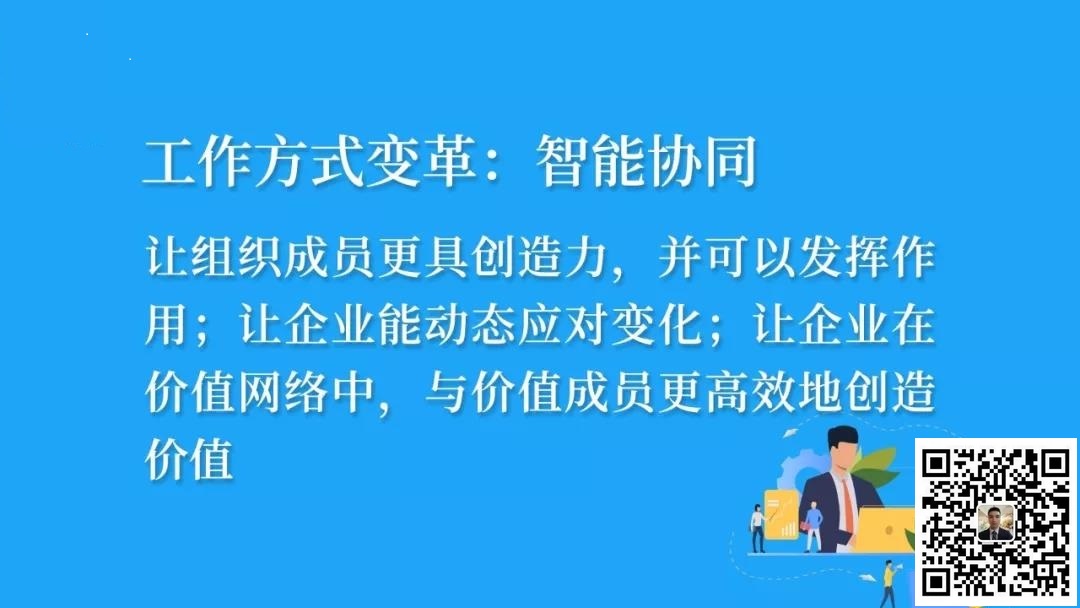 工作方式变革：智能协同
让组织成员更具创造力，并可以发挥作
用；让企业能动态应对变化；让企业在
价值网络中，与价值成员更高效地创造
价值